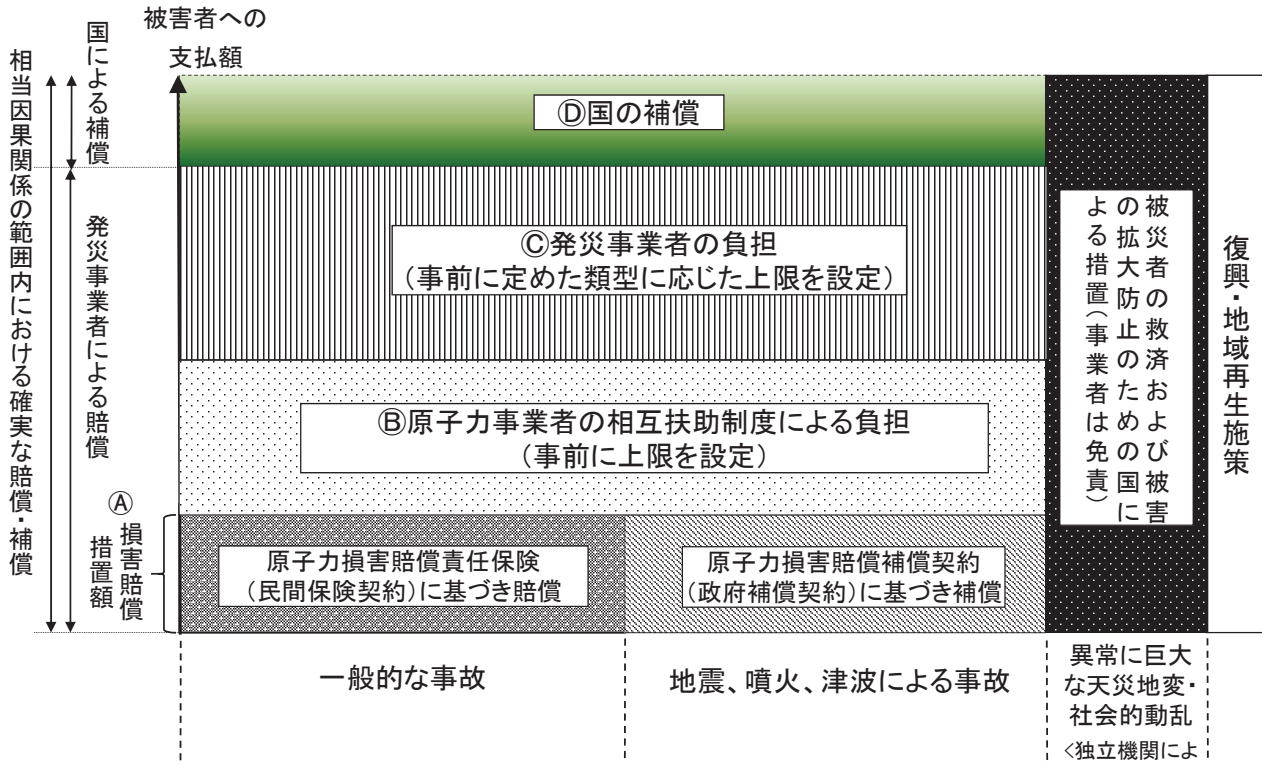 被害者への
支払額
相当因果関係の範囲内における確実な賠償・補償
国による補償
発災事業者による賠償
Ⓐ
損害賠償
措置額
Ⓓ国の補償
Ⓒ発災事業者の負担
（事前に定めた類型に応じた上限を設定）
Ⓑ原子力事業者の相互扶助制度による負担
（事前に上限を設定）
原子力損害賠償責任保険
（民間保険契約）に基づき賠償
原子力損害賠償補償契約
（政府補償契約）に基づき補償
被災者の救済および被害
の拡大防止のための国に
よる措置（事業者は免責）
復興・地域再生施策
一般的な事故
地震、噴火、津波による事故
異常に巨大
な天災地変・
社会的動乱
<独立機関によ